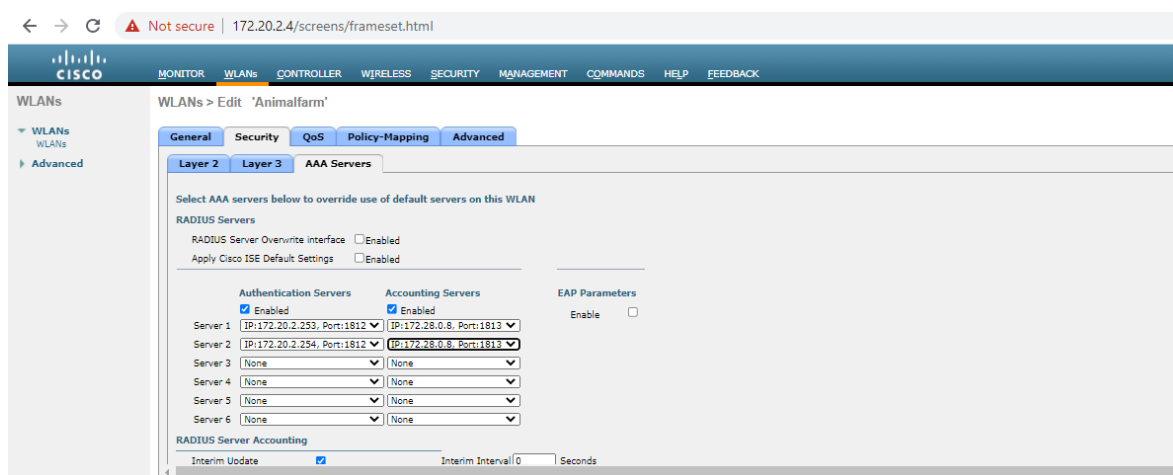 Not secure | 172.20.2.4/screens/frameset.html
CISCO
MONITOR WLANs CONTROLLER WIRELESS SECURITY MANAGEMENT COMMANDS HELP FEEDBACK
WLANs
WLANs > Edit 'Animalfarm'
WLANs
WLANs
Advanced
General Security QoS Policy-Mapping Advanced
Layer 2 Layer 3 AAA Servers
Select AAA servers below to override use of default servers on this WLAN
RADIUS Servers
RADIUS Server Overwrite interface Enabled
Apply Cisco ISE Default Settings Enabled
Authentication Servers Accounting Servers EAP Parameters
Enabled Enabled Enable
Server 1 IP:172.20.2.253, Port:1812 IP:172.28.0.8, Port:1813
Server 2 IP:172.20.2.254, Port:1812 IP:172.28.0.8, Port:1813
Server 3 None None
Server 4 None None
Server 5 None None
Server 6 None None
RADIUS Server Accounting
Interim Update Interim Interval 0 Seconds